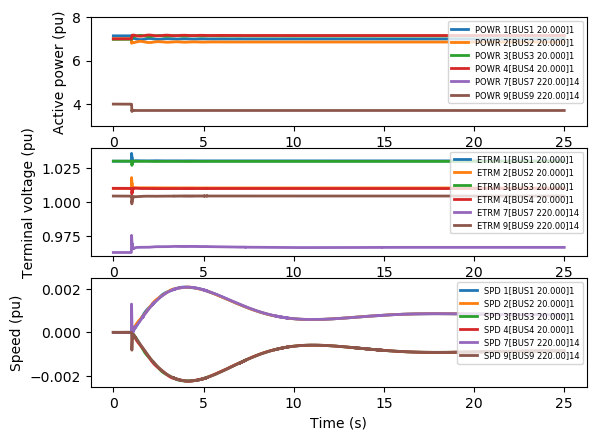 8
6
4
0
5
10
15
20
25
Active power (pu)
POWR 1[BUS1 20.000]1
POWR 2[BUS2 20.000]1
POWR 3[BUS3 20.000]1
POWR 4[BUS4 20.000]1
POWR 7[BUS7 220.00]14
POWR 9[BUS9 220.00]14
1.025
1.000
0.975
0
5
10
15
20
25
Terminal voltage (pu)
ETRM 1[BUS1 20.000]1
ETRM 2[BUS2 20.000]1
ETRM 3[BUS3 20.000]1
ETRM 4[BUS4 20.000]1
ETRM 7[BUS7 220.00]14
ETRM 9[BUS9 220.00]14
0.002
0.000
−0.002
0
5
10
15
20
25
Speed (pu)
SPD 1[BUS1 20.000]1
SPD 2[BUS2 20.000]1
SPD 3[BUS3 20.000]1
SPD 4[BUS4 20.000]1
SPD 7[BUS7 220.00]14
SPD 9[BUS9 220.00]14
Time (s)